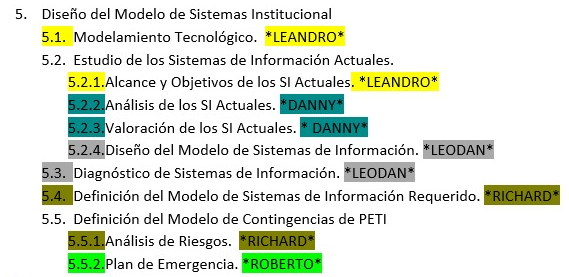 5. Diseño del Modelo de Sistemas Institucional
5.1. Modelamiento Tecnológico. *LEANDRO*
5.2. Estudio de los Sistemas de Información Actuales.
5.2.1.Alcance y Objetivos de los SI Actuales. *LEANDRO*
5.2.2.Análisis de los SI Actuales. *DANNY*
5.2.3.Valoración de los SI Actuales. * DANNY*
5.2.4.Diseño del Modelo de Sistemas de Información. *LEODAN*
5.3. Diagnóstico de Sistemas de Información. *LEODAN*
5.4. Definición del Modelo de Sistemas de Información Requerido. *RICHARD*
5.5. Definición del Modelo de Contingencias de PETI
5.5.1.Análisis de Riesgos. *RICHARD*
5.5.2.Plan de Emergencia. *ROBERTO*